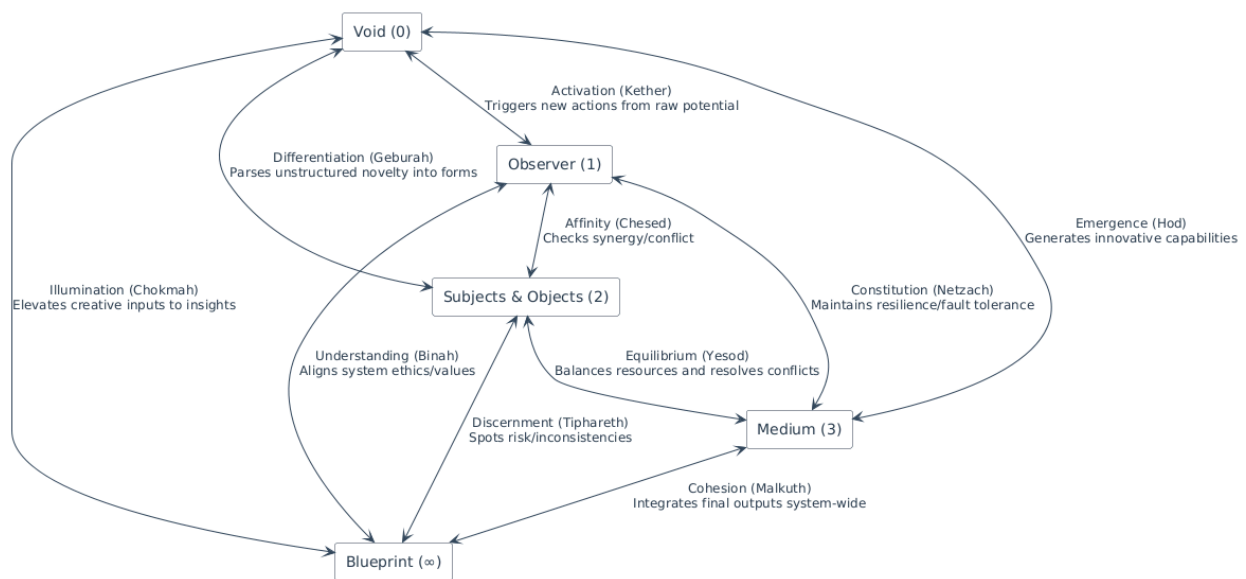 Void (0)
Activation (Kether)
Triggers new actions from raw potential
Differentiation (Geburah)
Parses unstructured novelty into forms
Observer (1)
Affinity (Chesed)
Checks synergy/conflict
Emergence (Hod)
Generates innovative capabilities
Illumination (Chokmah)
Elevates creative inputs to insights
Subjects & Objects (2)
Constitution (Netzach)
Maintains resilience/fault tolerance
Understanding (Binah)
Aligns system ethics/values
Equilibrium (Yesod)
Balances resources and resolves conflicts
Discernment (Tiphareth)
Spots risk/inconsistencies
Medium (3)
Cohesion (Malkuth)
Integrates final outputs system-wide
Blueprint (∞)